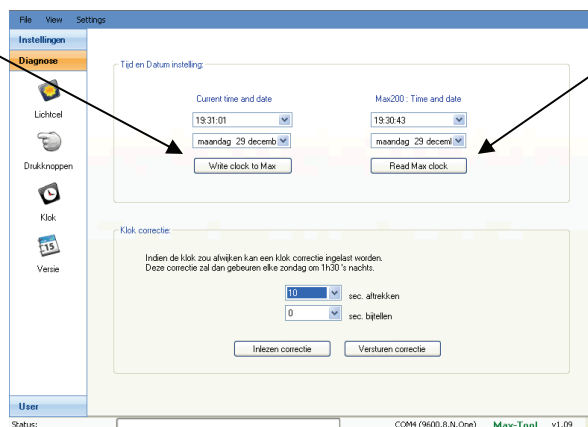 File View Settings
Instellingen
Diagnose
Lichtcel
Drukknoppen
Klok
15
Versie
User
Tijd en Datum instelling:
Current time and date
Max200 : Time and date
19:31:01
19:30:43
maandag 29 decemb
maandag 29 decemb
Write clock to Max
Read Max clock
Klok correctie:
Indien de klok zou afwijken kan een klok correctie ingelast worden.
Deze correctie zal dan gebeuren elke zondag om 1h30 's nachts.
10 sec. aftrekken
0 sec. bijtellen
Inlezen correctie
Versturen correctie
Status:
COM4 (9600,8,N,One) Max-Tool v1.09